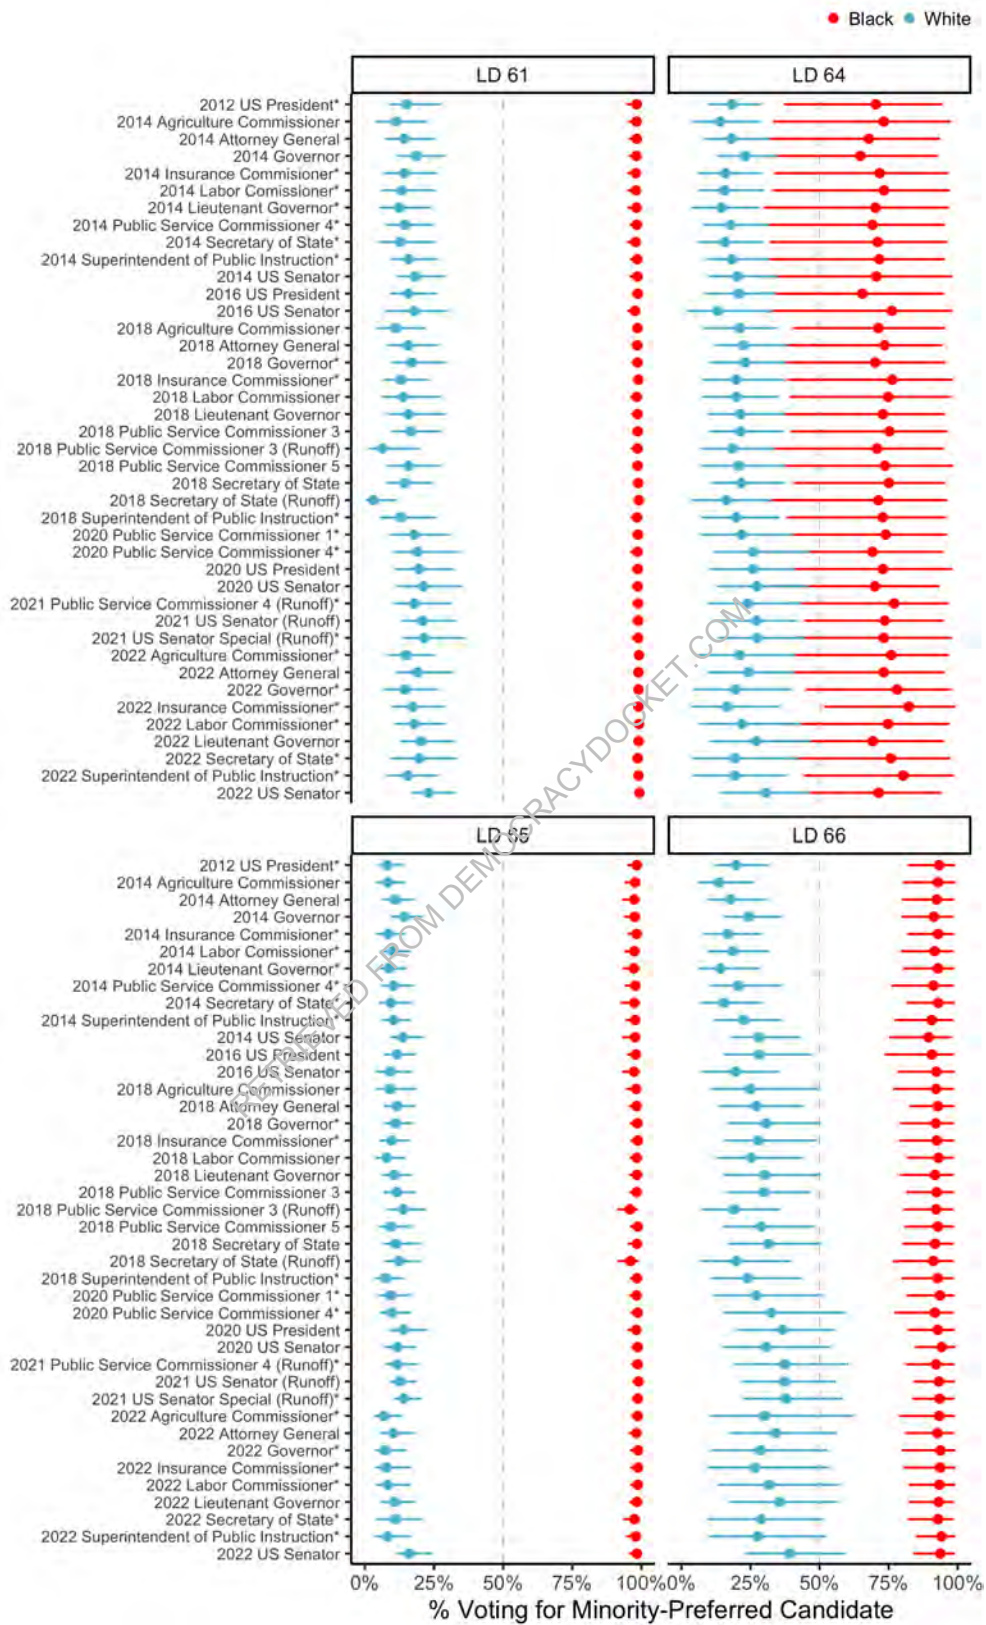 Black White
LD 61 LD 64
2012 US President*
2014 Agriculture Commissioner
2014 Attorney General
2014 Governor
2014 Insurance Commisioner*
2014 Labor Comissioner*
2014 Lieutenant Governor*
2014 Public Service Commissioner 4*
2014 Secretary of State*
2014 Superintendent of Public Instruction*
2014 US Senator
2016 US President
2016 US Senator
2018 Agriculture Commissioner
2018 Attorney General
2018 Governor*
2018 Insurance Commissioner*
2018 Labor Commissioner
2018 Lieutenant Governor
2018 Public Service Commissioner 3
2018 Public Service Commissioner 3 (Runoff)
2018 Public Service Commissioner 5
2018 Secretary of State
2018 Secretary of State (Runoff)
2018 Superintendent of Public Instruction*
2020 Public Service Commissioner 1*
2020 Public Service Commissioner 4*
2020 US President
2020 US Senator
2021 Public Service Commissioner 4 (Runoff)*
2021 US Senator (Runoff)
2021 US Senator Special (Runoff)*
2022 Agriculture Commissioner*
2022 Attorney General
2022 Governor*
2022 Insurance Commissioner*
2022 Labor Commissioner*
2022 Lieutenant Governor
2022 Secretary of State*
2022 Superintendent of Public Instruction*
2022 US Senator
LD 65 LD 66
2012 US President*
2014 Agriculture Commissioner
2014 Attorney General
2014 Governor
2014 Insurance Commisioner*
2014 Labor Comissioner*
2014 Lieutenant Governor*
2014 Public Service Commissioner 4*
2014 Secretary of State*
2014 Superintendent of Public Instruction*
2014 US Senator
2016 US President
2016 US Senator
2018 Agriculture Commissioner
2018 Attorney General
2018 Governor*
2018 Insurance Commissioner*
2018 Labor Commissioner
2018 Lieutenant Governor
2018 Public Service Commissioner 3
2018 Public Service Commissioner 3 (Runoff)
2018 Public Service Commissioner 5
2018 Secretary of State
2018 Secretary of State (Runoff)
2018 Superintendent of Public Instruction*
2020 Public Service Commissioner 1*
2020 Public Service Commissioner 4*
2020 US President
2020 US Senator
2021 Public Service Commissioner 4 (Runoff)*
2021 US Senator (Runoff)
2021 US Senator Special (Runoff)*
2022 Agriculture Commissioner*
2022 Attorney General
2022 Governor*
2022 Insurance Commissioner*
2022 Labor Commissioner*
2022 Lieutenant Governor
2022 Secretary of State*
2022 Superintendent of Public Instruction*
2022 US Senator
0% 25% 50% 75% 100% 0% 25% 50% 75% 100%
% Voting for Minority-Preferred Candidate
RETRIEVED FROM DEMOCRACYDOCKET.COM